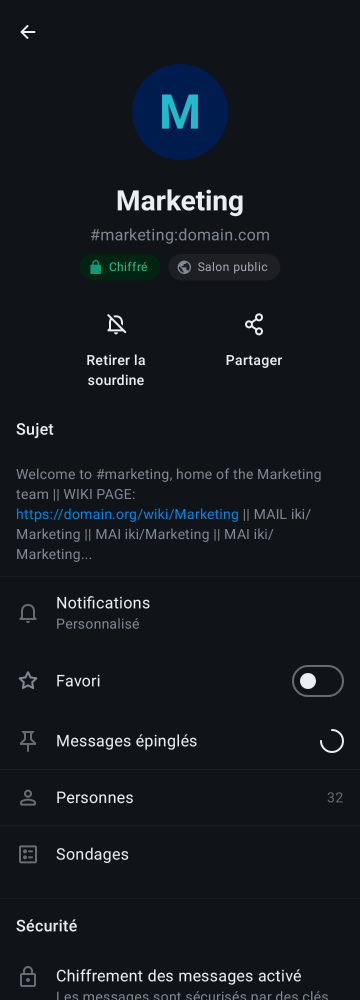 M
Marketing
#marketing:domain.com
Chiffré
Salon public
Retirer la
sourdine
Partager
Sujet
Welcome to #marketing, home of the Marketing
team || WIKI PAGE:
https://domain.org/wiki/Marketing || MAIL iki/
Marketing || MAI iki/Marketing || MAI iki/
Marketing...
Notifications
Personnalisé
Favori
Messages épinglés
Personnes
32
Sondages
Sécurité
Chiffrement des messages activé
Les messages sont sécurisés par des clés